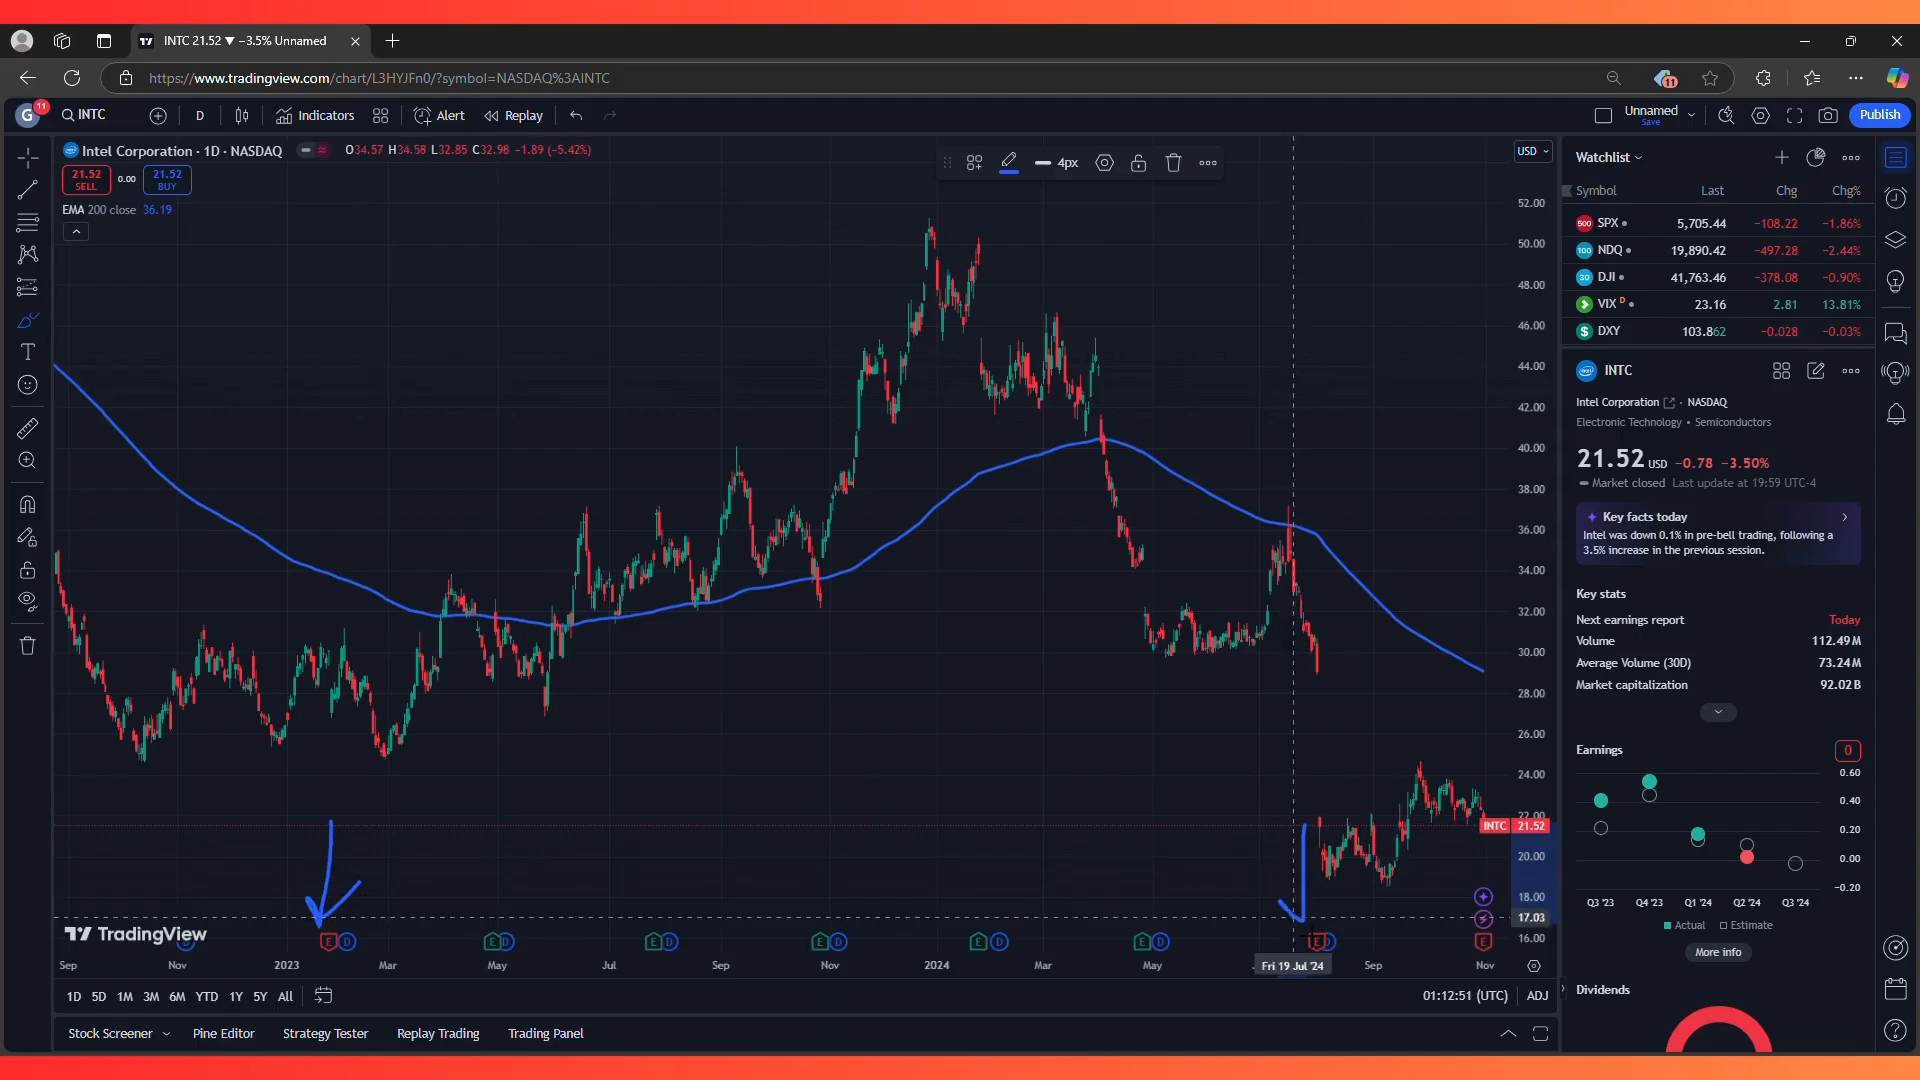 INTC 21.52 ▼ −3.5% Unnamed
https://www.tradingview.com/chart/L3HYJFn0/?symbol=NASDAQ%3AINTC
11
G
11
INTC
D
Indicators
Alert
Replay
Unnamed
Save
Publish
Intel Corporation · 1D · NASDAQ
O34.57 H34.58 L32.85 C32.98 −1.89 (−5.42%)
21.52
SELL
0.00
21.52
BUY
EMA 200 close 36.19
4px
USD
52.00
50.00
48.00
46.00
44.00
42.00
40.00
38.00
36.00
34.00
32.00
30.00
28.00
26.00
24.00
22.00
INTC 21.52
20.00
18.00
17.03
16.00
TradingView
D
E D
E D
E D
E D
E D
E D
E D
E
Sep
Nov
2023
Mar
May
Jul
Sep
Nov
2024
Mar
May
Fri 19 Jul '24
Sep
Nov
1D 5D 1M 3M 6M YTD 1Y 5Y All
01:12:51 (UTC)
ADJ
Stock Screener
Pine Editor
Strategy Tester
Replay Trading
Trading Panel
Watchlist
Symbol Last Chg Chg%
500 SPX 5,705.44 −108.22 −1.86%
100 NDQ 19,890.42 −497.28 −2.44%
30 DJI 41,763.46 −378.08 −0.90%
VIX D 23.16 2.81 13.81%
$ DXY 103.862 −0.028 −0.03%
INTC
Intel Corporation · NASDAQ
Electronic Technology • Semiconductors
21.52 USD −0.78 −3.50%
Market closed Last update at 19:59 UTC-4
Key facts today
Intel was down 0.1% in pre-bell trading, following a
3.5% increase in the previous session.
Key stats
Next earnings report Today
Volume 112.49M
Average Volume (30D) 73.24M
Market capitalization 92.02B
Earnings
0
0.60
0.40
0.20
0.00
−0.20
Q3 '23
Q4 '23
Q1 '24
Q2 '24
Q3 '24
Actual
Estimate
More info
Dividends